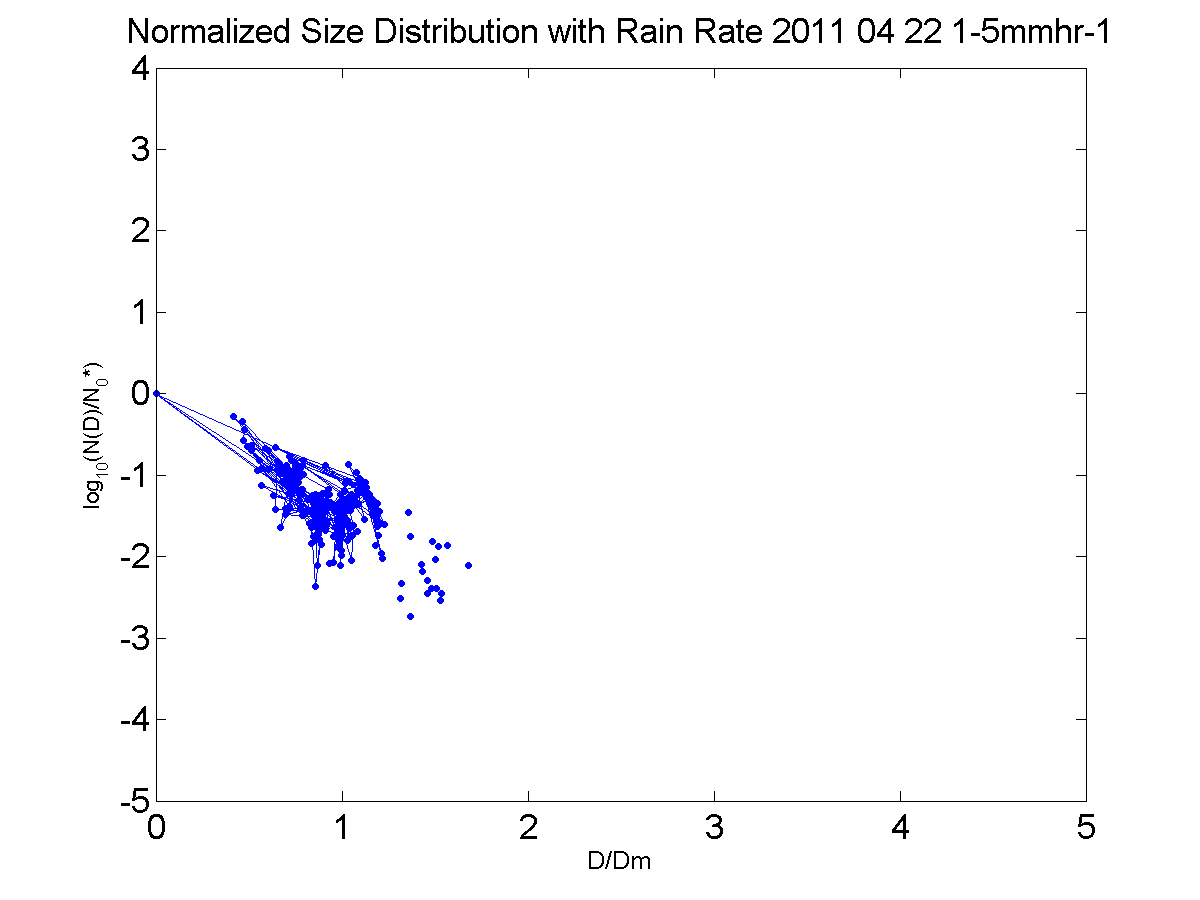 Normalized Size Distribution with Rain Rate 2011 04 22 1-5mmhr-1
4
3
2
1
0
-1
-2
-3
-4
-5
log10(N(D)/N0*)
0 1 2 3 4 5
D/Dm